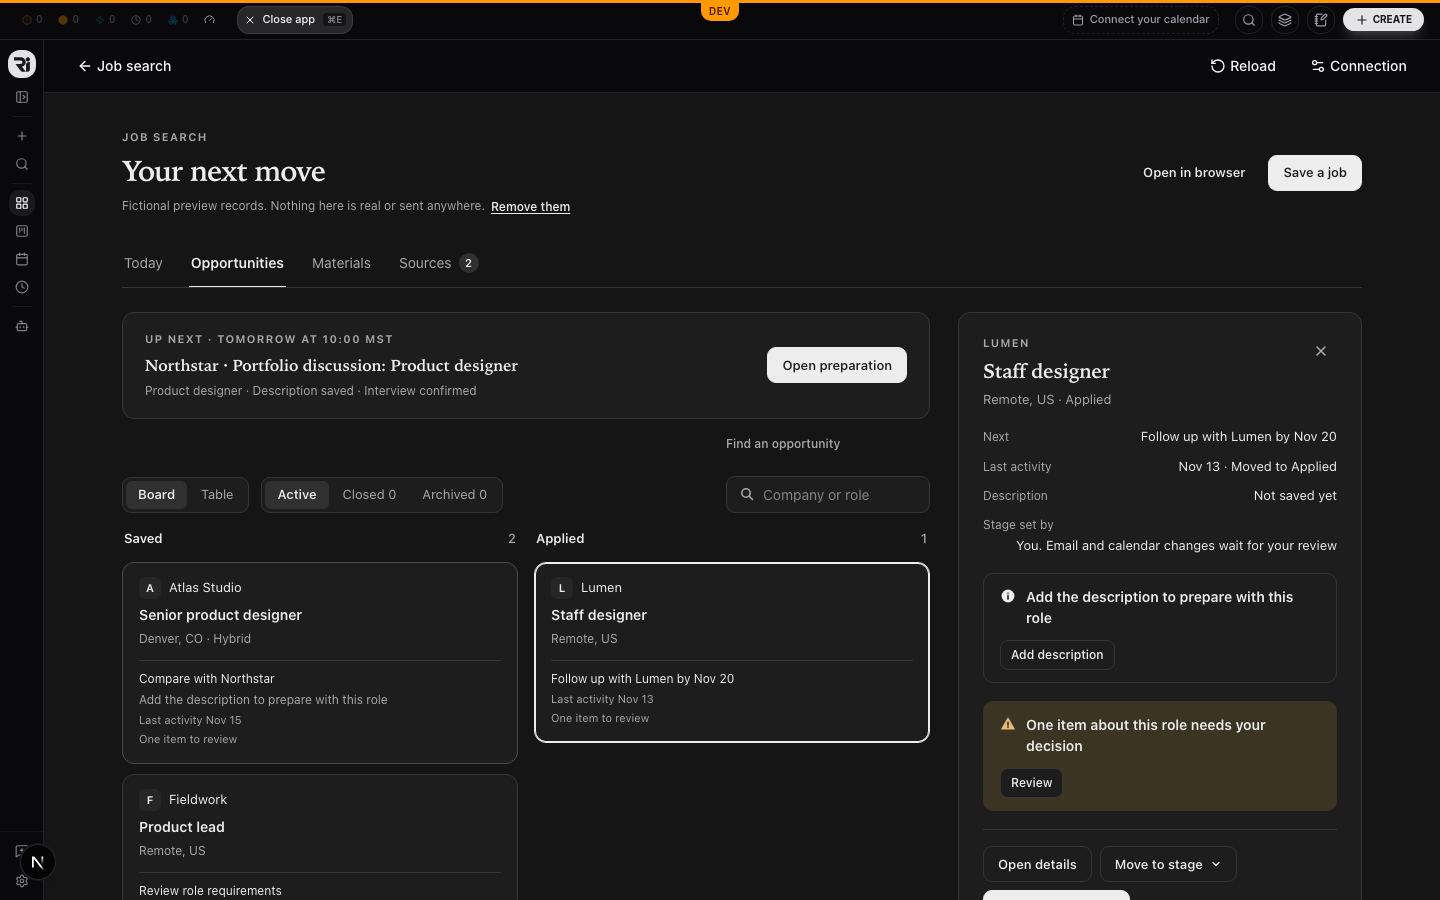 0 0 0 0 0
Close app ⌘E
DEV
Connect your calendar
CREATE
Job search
Reload
Connection
JOB SEARCH
Your next move
Fictional preview records. Nothing here is real or sent anywhere. Remove them
Open in browser
Save a job
Today
Opportunities
Materials
Sources 2
UP NEXT · TOMORROW AT 10:00 MST
Northstar · Portfolio discussion: Product designer
Product designer · Description saved · Interview confirmed
Open preparation
Find an opportunity
Board
Table
Active
Closed 0
Archived 0
Company or role
Saved 2
A Atlas Studio
Senior product designer
Denver, CO · Hybrid
Compare with Northstar
Add the description to prepare with this role
Last activity Nov 15
One item to review
F Fieldwork
Product lead
Remote, US
Review role requirements
Applied 1
L Lumen
Staff designer
Remote, US
Follow up with Lumen by Nov 20
Last activity Nov 13
One item to review
LUMEN
Staff designer
Remote, US · Applied
Next Follow up with Lumen by Nov 20
Last activity Nov 13 · Moved to Applied
Description Not saved yet
Stage set by
You. Email and calendar changes wait for your review
Add the description to prepare with this
role
Add description
One item about this role needs your
decision
Review
Open details
Move to stage
N